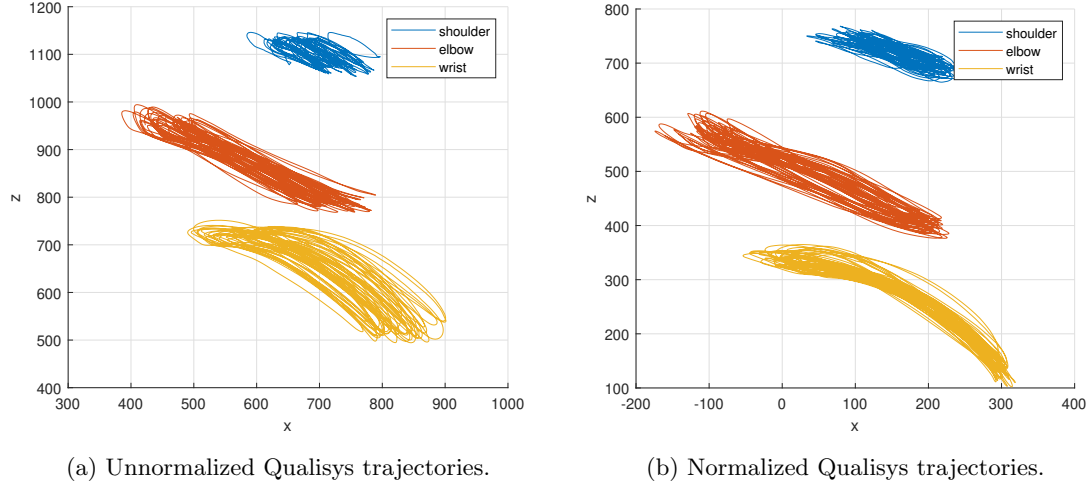 1200
1100
1000
900
800
700
600
500
400
300 400 500 600 700 800 900 1000
x
z
shoulder
elbow
wrist
(a) Unnormalized Qualisys trajectories.
800
700
600
500
400
300
200
100
-200 -100 0 100 200 300 400
x
z
shoulder
elbow
wrist
(b) Normalized Qualisys trajectories.